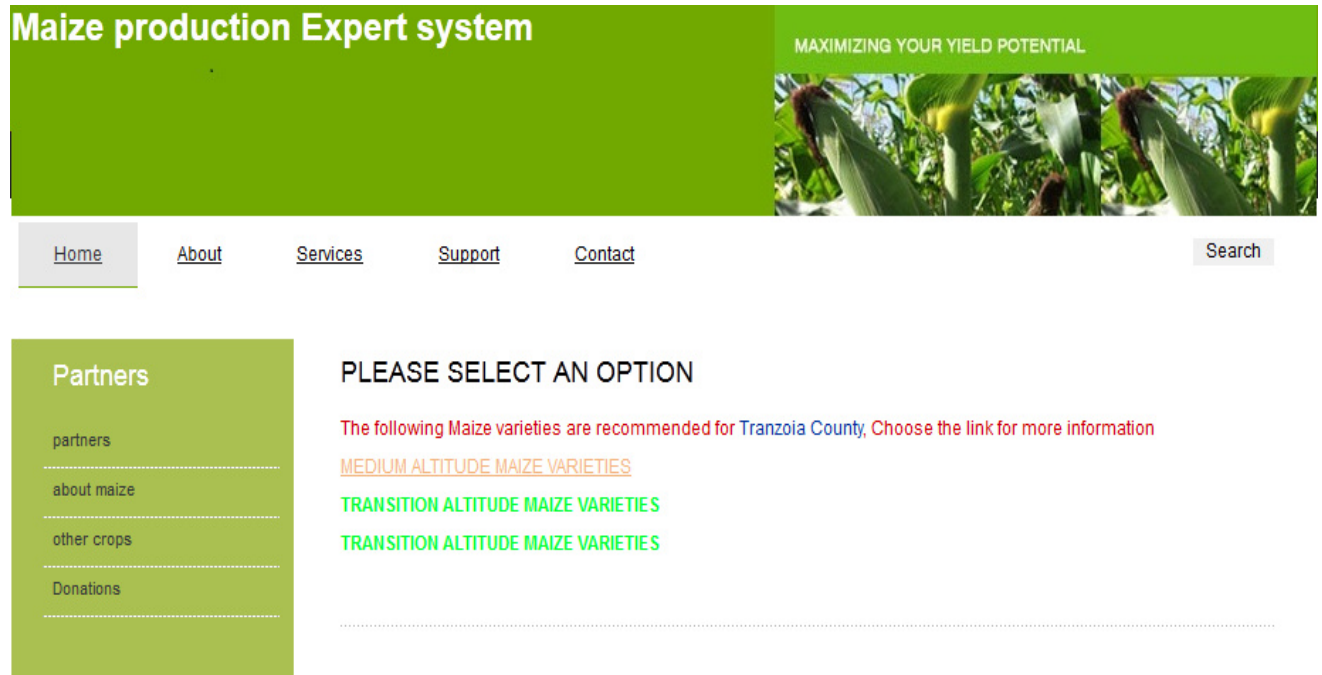 Maize production Expert system
MAXIMIZING YOUR YIELD POTENTIAL
Home About Services Support Contact Search
Partners
partners
about maize
other crops
Donations
PLEASE SELECT AN OPTION
The following Maize varieties are recommended for Tranzoia County, Choose the link for more information
MEDIUM ALTITUDE MAIZE VARIETIES
TRANSITION ALTITUDE MAIZE VARIETIES
TRANSITION ALTITUDE MAIZE VARIETIES